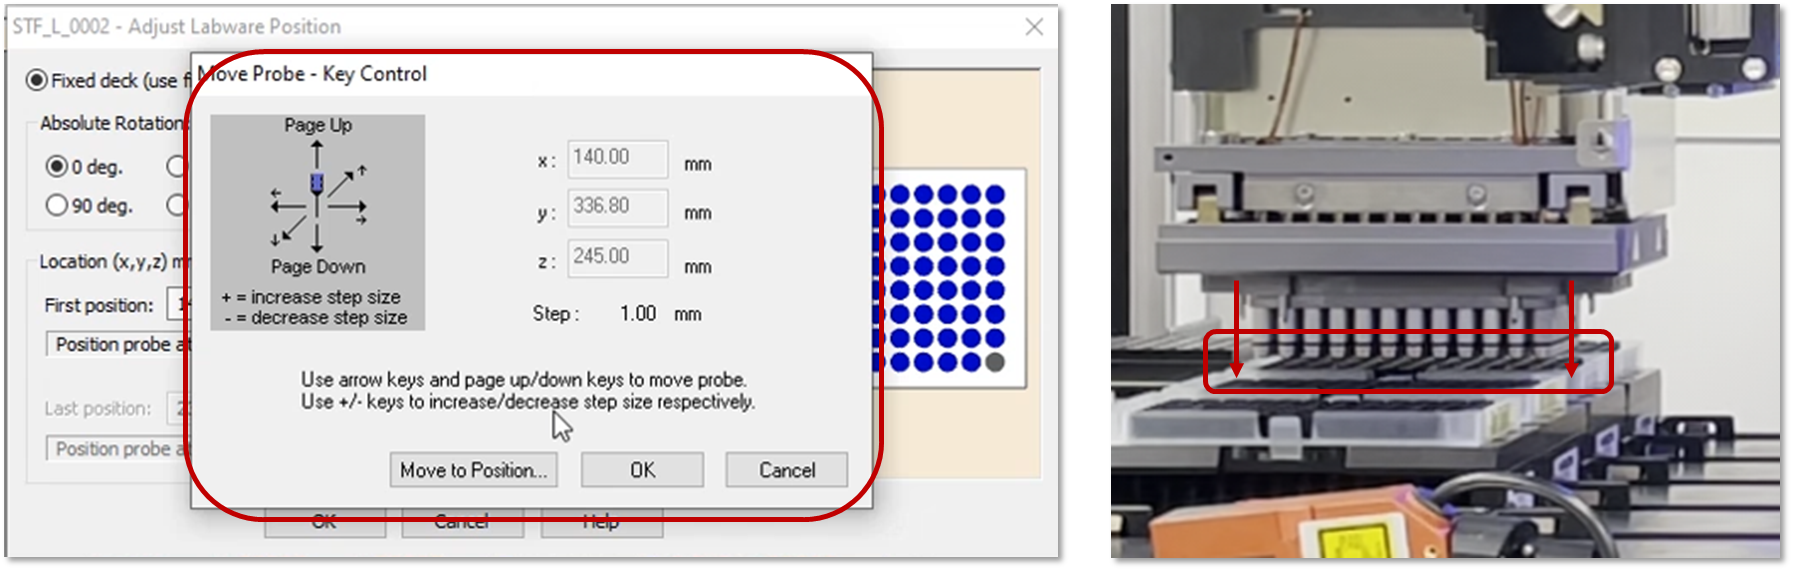 STF_L_0002 - Adjust Labware Position
Fixed deck (use
Absolute Rotation:
0 deg.
90 deg.
Location (x,y,z)
First position:
Position probe
Last position:
Position probe
OK Cancel Help
Move Probe - Key Control
Page Up
Page Down
+ = increase step size
- = decrease step size
x: 140.00 mm
y: 336.80 mm
z: 245.00 mm
Step: 1.00 mm
Use arrow keys and page up/down keys to move probe.
Use +/- keys to increase/decrease step size respectively.
Move to Position... OK Cancel